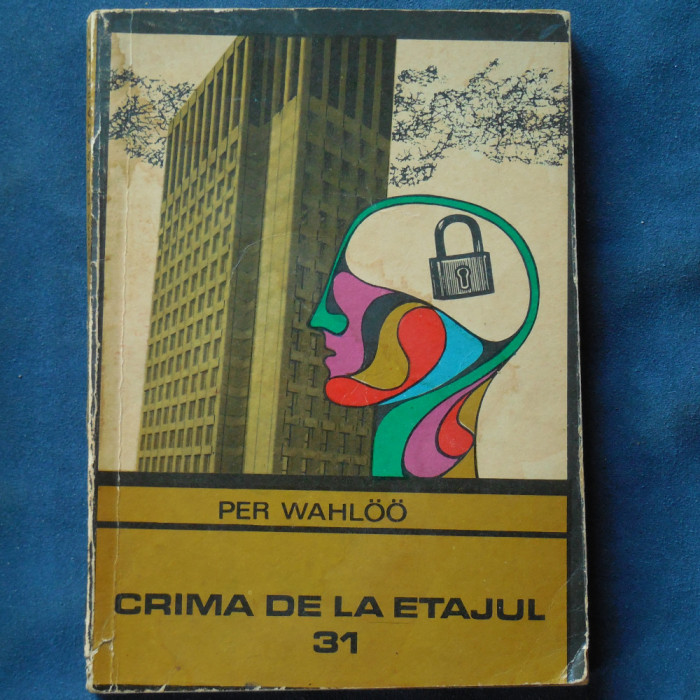 PER WAHLÖÖ
CRIMA DE LA ETAJUL
31